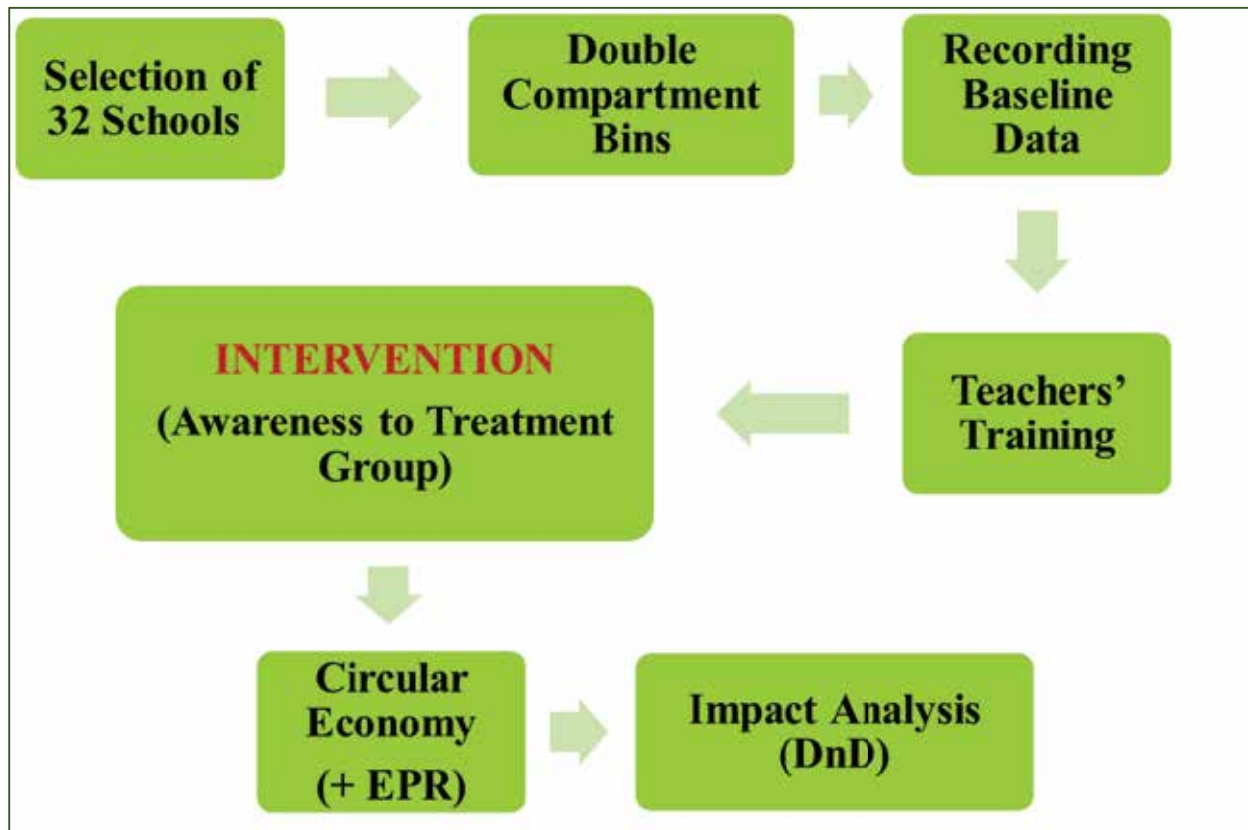 Selection of
32 Schools
Double
Compartment
Bins
Recording
Baseline
Data
Teachers’
Training
INTERVENTION
(Awareness to Treatment
Group)
Circular
Economy
(+ EPR)
Impact Analysis
(DnD)